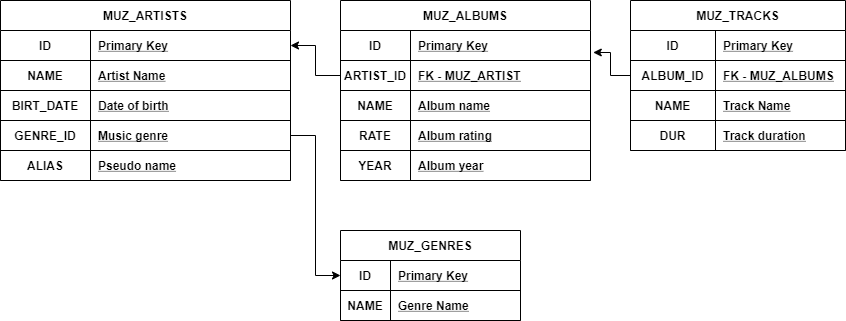 MUZ_ARTISTS
ID Primary Key
NAME Artist Name
BIRT_DATE Date of birth
GENRE_ID Music genre
ALIAS Pseudo name
MUZ_ALBUMS
ID Primary Key
ARTIST_ID FK - MUZ_ARTIST
NAME Album name
RATE Album rating
YEAR Album year
MUZ_TRACKS
ID Primary Key
ALBUM_ID FK - MUZ_ALBUMS
NAME Track Name
DUR Track duration
MUZ_GENRES
ID Primary Key
NAME Genre Name